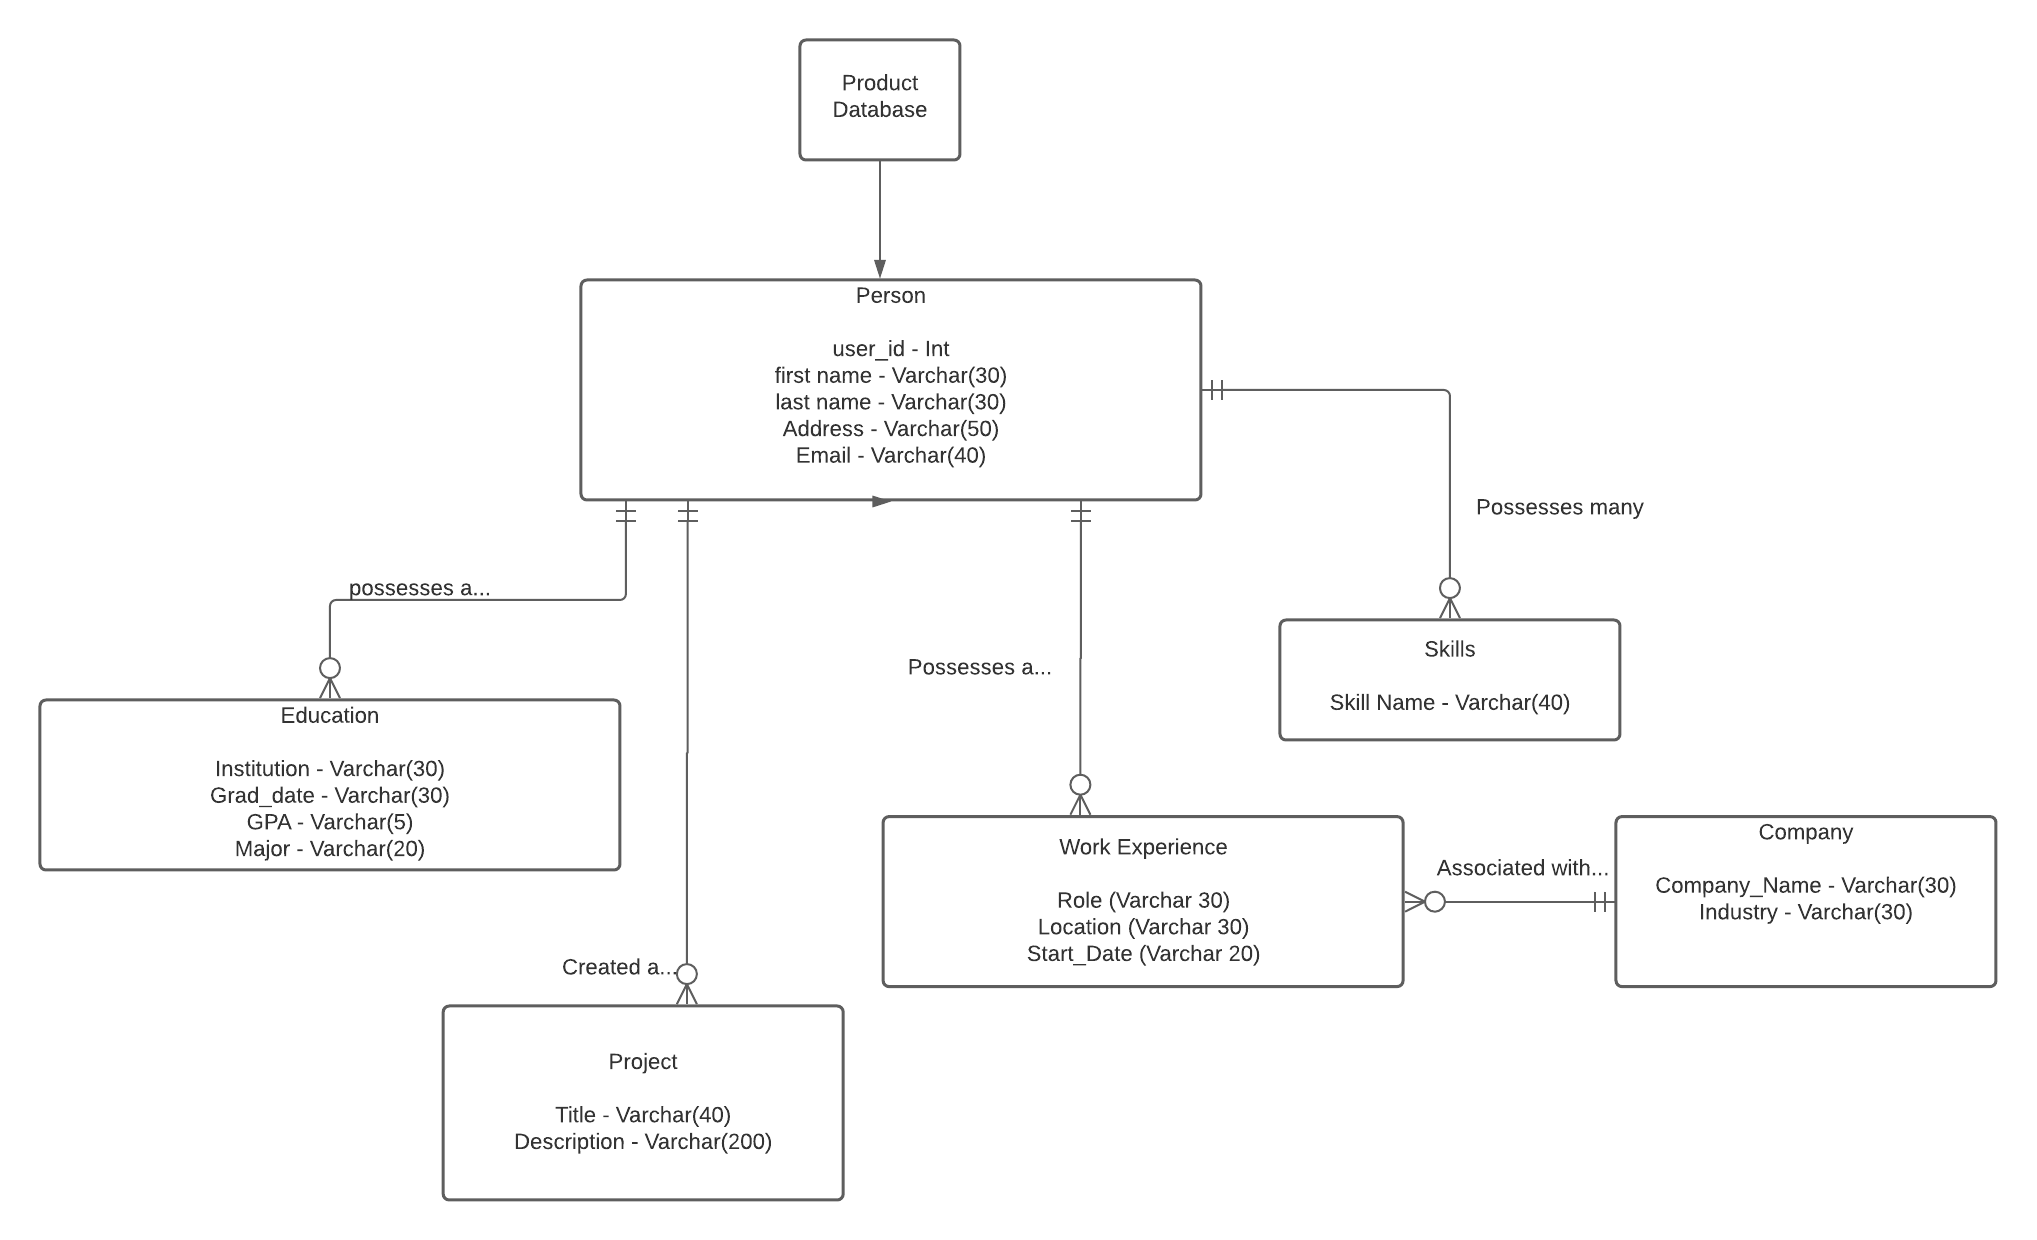 Product
Database
Person
user_id - Int
first name - Varchar(30)
last name - Varchar(30)
Address - Varchar(50)
Email - Varchar(40)
Possesses many
possesses a...
Skills
Skill Name - Varchar(40)
Possesses a...
Education
Institution - Varchar(30)
Grad_date - Varchar(30)
GPA - Varchar(5)
Major - Varchar(20)
Work Experience
Role (Varchar 30)
Location (Varchar 30)
Start_Date (Varchar 20)
Associated with...
Company
Company_Name - Varchar(30)
Industry - Varchar(30)
Created a...
Project
Title - Varchar(40)
Description - Varchar(200)